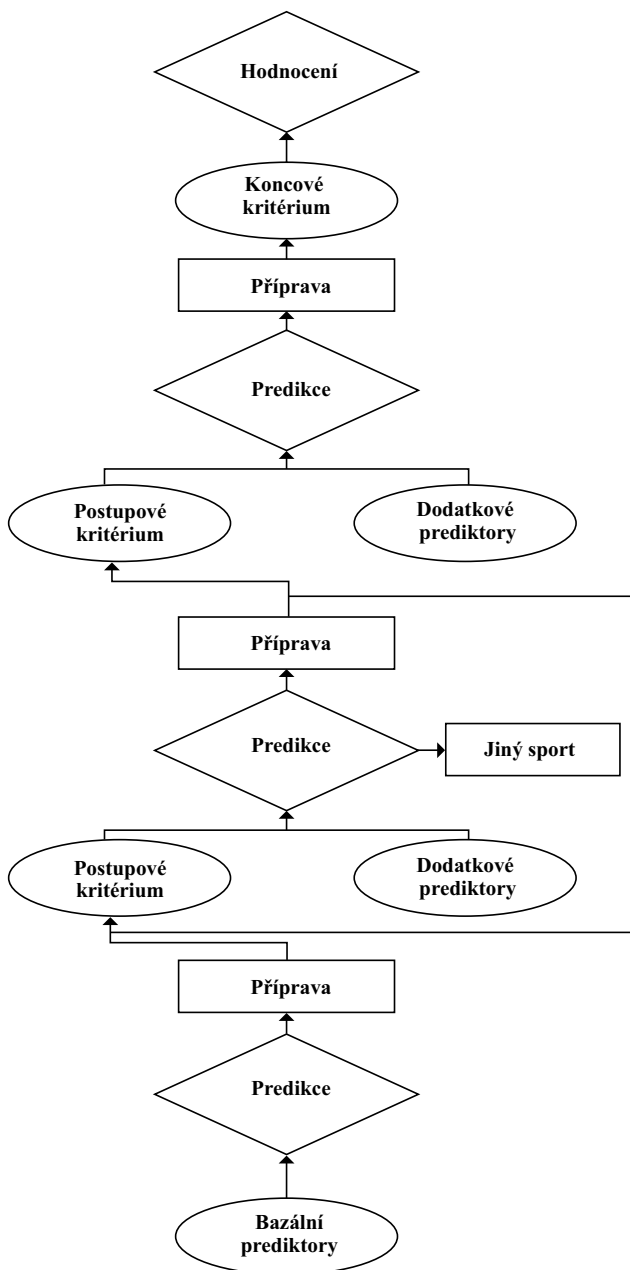 Hodnocení
Koncové
kritérium
Příprava
Predikce
Postupové
kritérium
Dodatkové
prediktory
Příprava
Predikce
Jiný sport
Postupové
kritérium
Dodatkové
prediktory
Příprava
Predikce
Bazální
prediktory